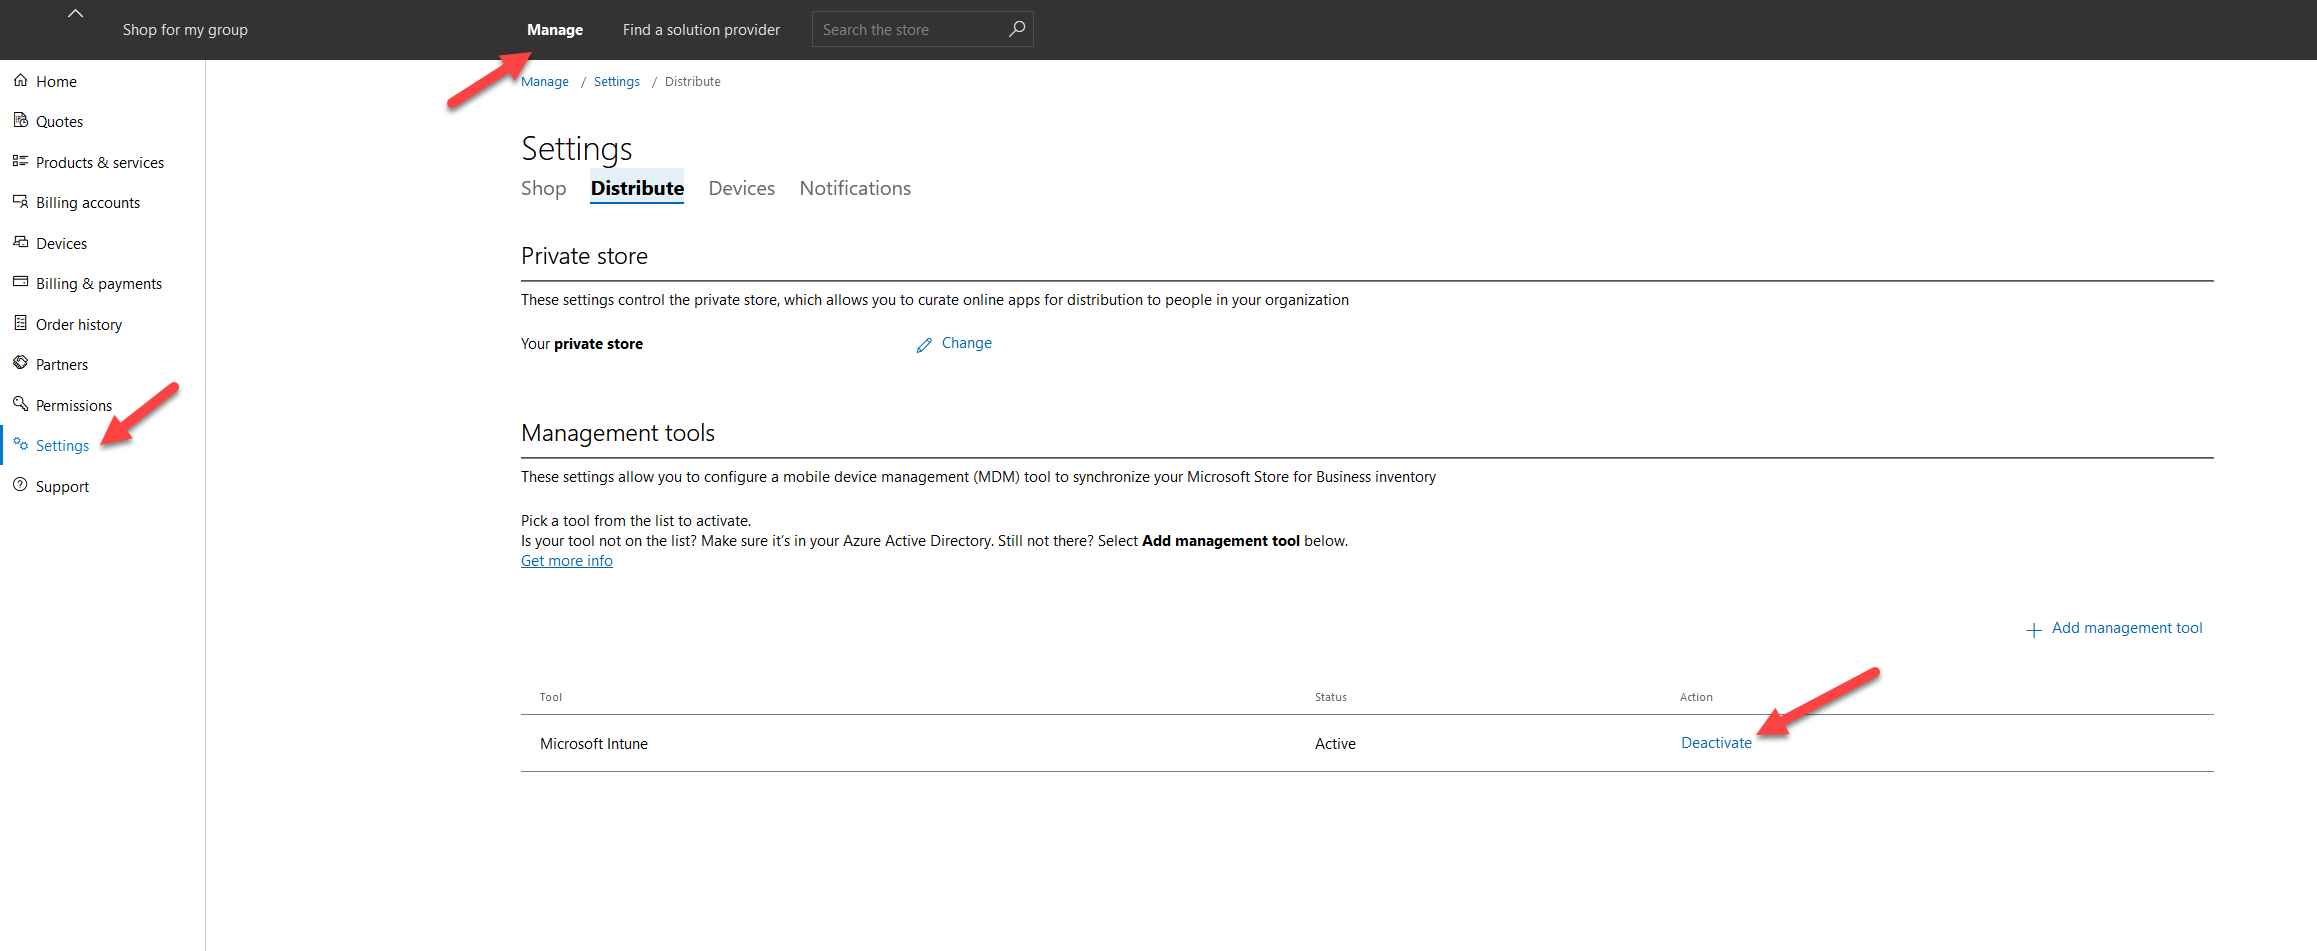 Shop for my group
Manage
Find a solution provider
Search the store
Home
Quotes
Products & services
Billing accounts
Devices
Billing & payments
Order history
Partners
Permissions
Settings
Support
Manage / Settings / Distribute
Settings
Shop Distribute Devices Notifications
Private store
These settings control the private store, which allows you to curate online apps for distribution to people in your organization
Your private store
Change
Management tools
These settings allow you to configure a mobile device management (MDM) tool to synchronize your Microsoft Store for Business inventory
Pick a tool from the list to activate.
Is your tool not on the list? Make sure it's in your Azure Active Directory. Still not there? Select Add management tool below.
Get more info
Add management tool
Tool Status Action
Microsoft Intune Active Deactivate